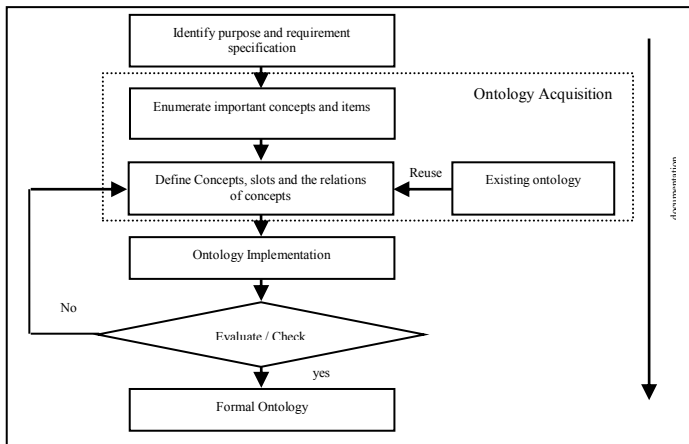 Identify purpose and requirement
specification
Ontology Acquisition
Enumerate important concepts and items
Define Concepts, slots and the relations
of concepts
Reuse
Existing ontology
documentation
Ontology Implementation
No
Evaluate / Check
yes
Formal Ontology